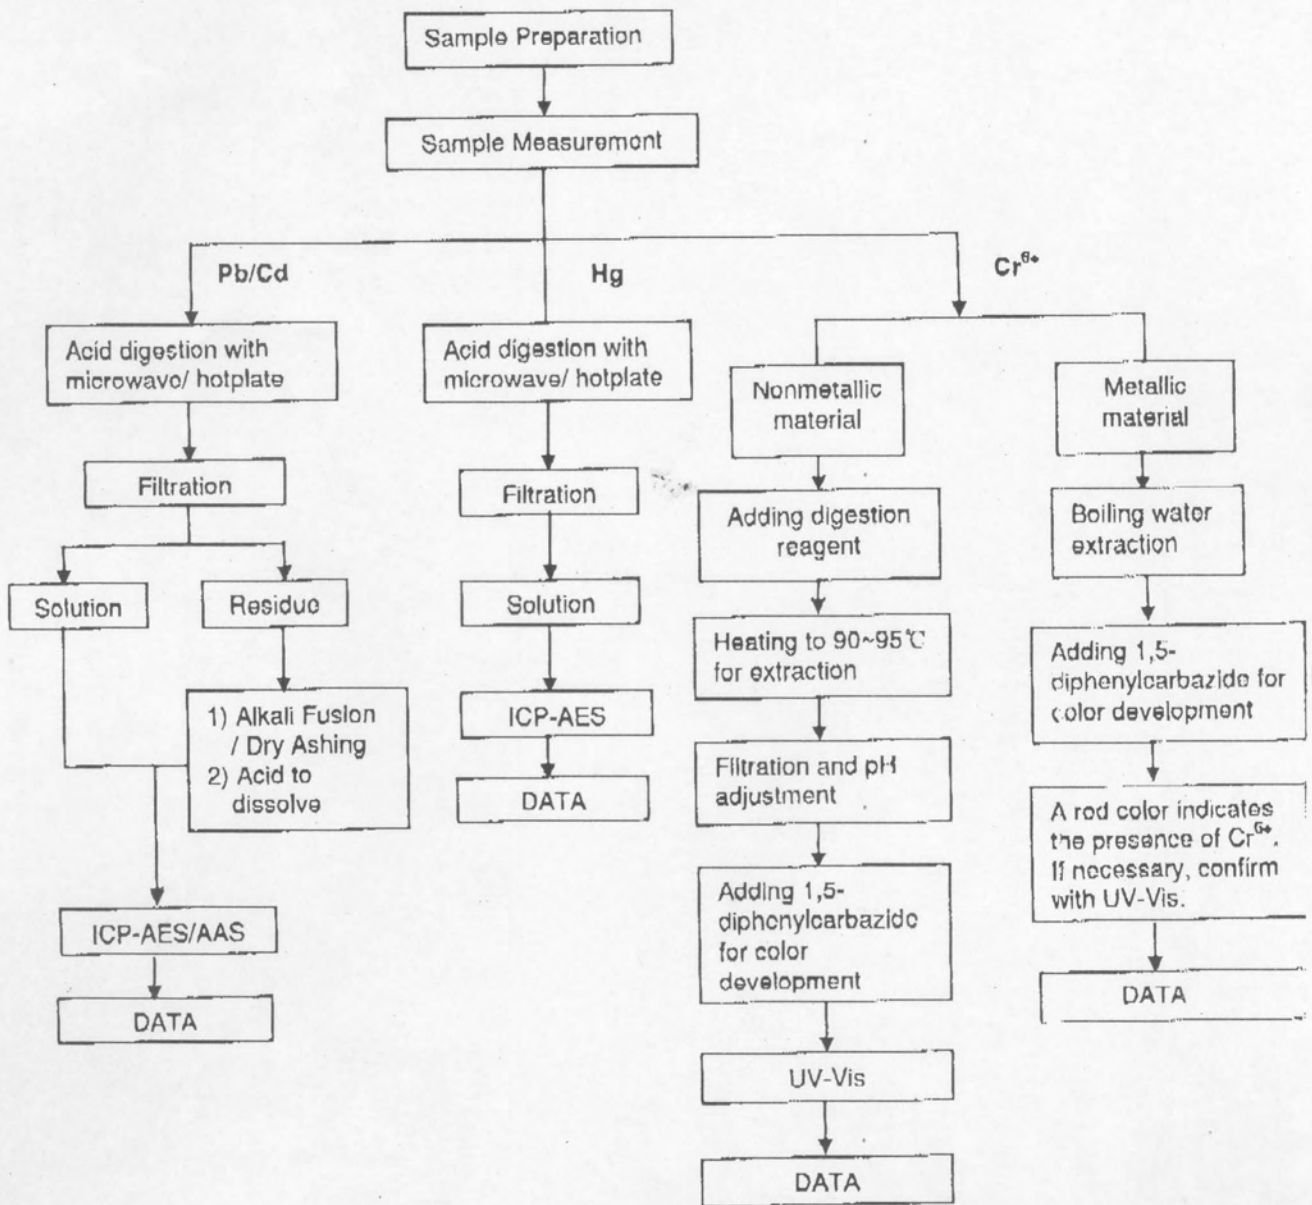 Sample Preparation
Sample Measurement
Pb/Cd
Hg
Cr⁶⁺
Acid digestion with
microwave/ hotplate
Filtration
Solution
Residue
1) Alkali Fusion
/ Dry Ashing
2) Acid to
dissolve
ICP-AES/AAS
DATA
Acid digestion with
microwave/ hotplate
Filtration
Solution
ICP-AES
DATA
Nonmetallic
material
Adding digestion
reagent
Heating to 90~95℃
for extraction
Filtration and pH
adjustment
Adding 1,5-
diphenylcarbazide
for color
development
UV-Vis
DATA
Metallic
material
Boiling water
extraction
Adding 1,5-
diphenylcarbazide for
color development
A red color indicates
the presence of Cr⁶⁺.
If necessary, confirm
with UV-Vis.
DATA